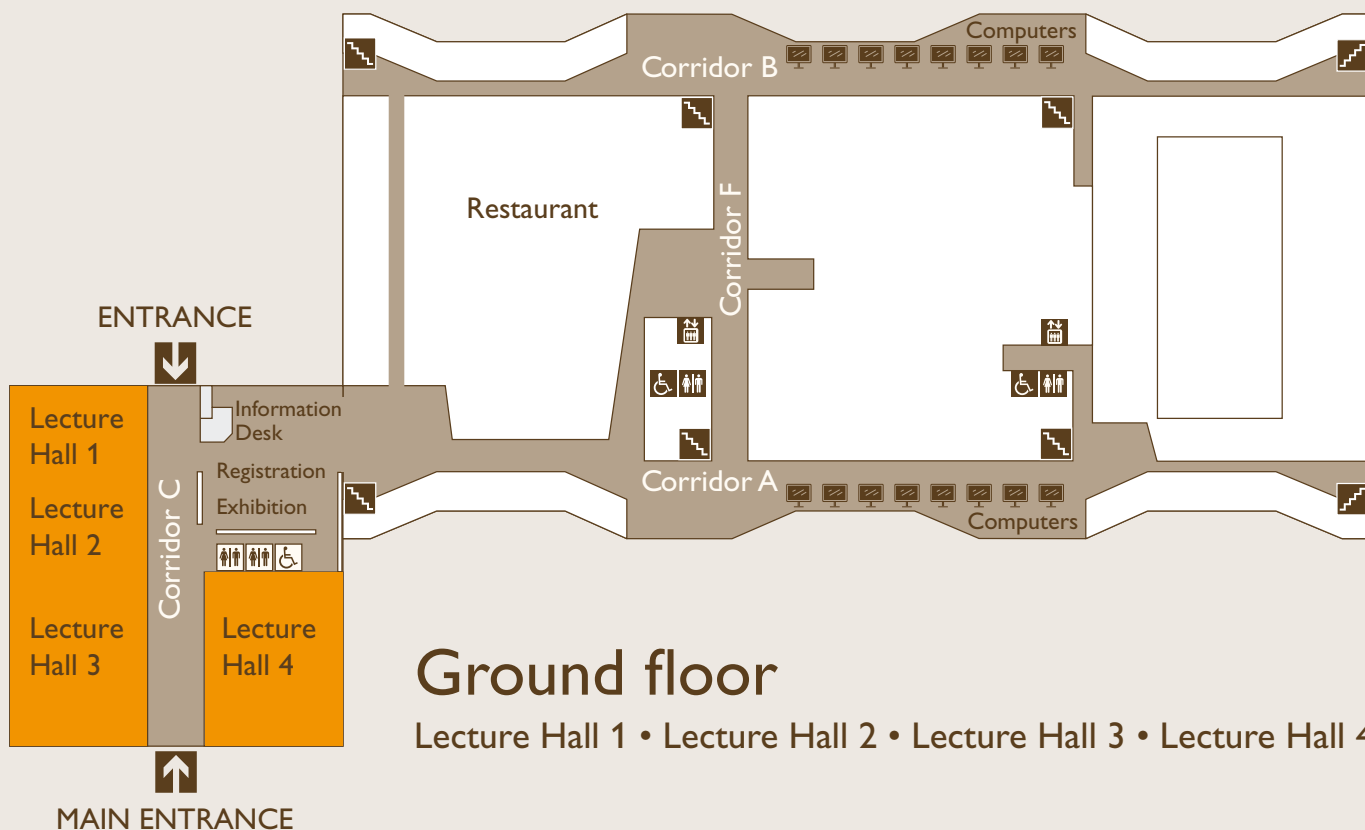 Computers
Corridor B
Restaurant
Corridor F
ENTRANCE
Lecture
Hall 1
Information
Desk
Registration
Exhibition
Corridor C
Lecture
Hall 2
Corridor A
Computers
Lecture
Hall 3
Lecture
Hall 4
Ground floor
Lecture Hall 1 • Lecture Hall 2 • Lecture Hall 3 • Lecture Hall 4
MAIN ENTRANCE